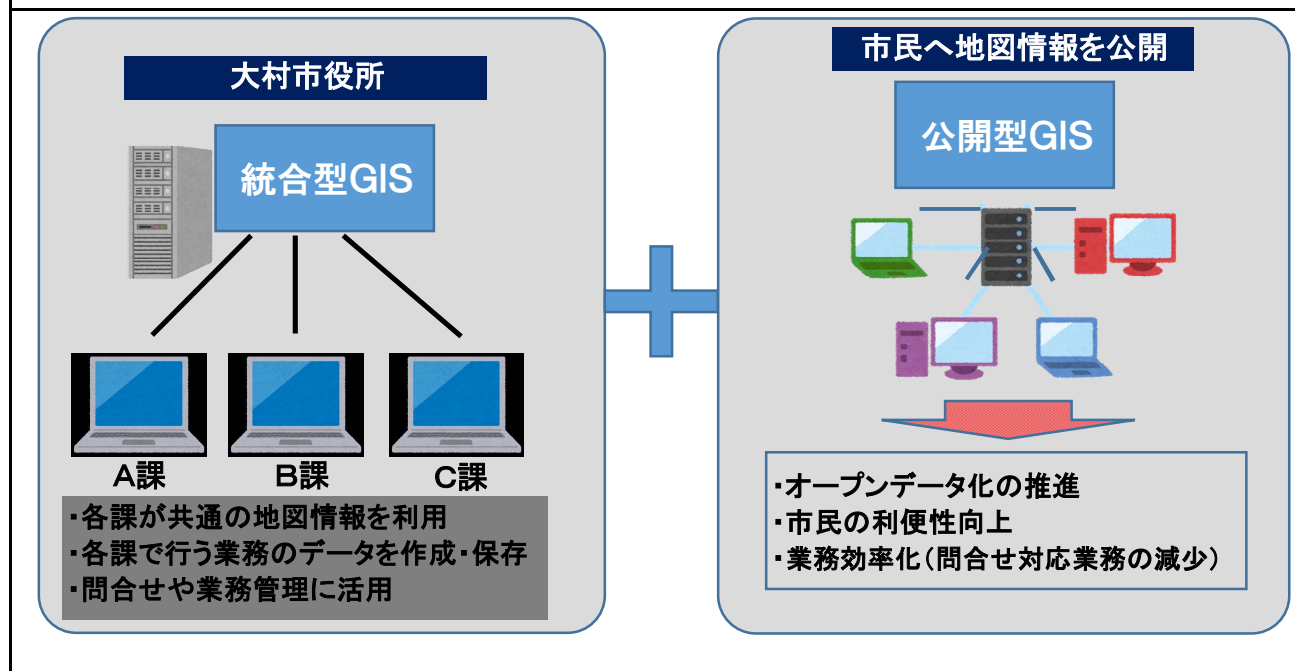 大村市役所
統合型GIS
A課
B課
C課
・各課が共通の地図情報を利用
・各課で行う業務のデータを作成・保存
・問合せや業務管理に活用
市民へ地図情報を公開
公開型GIS
・オープンデータ化の推進
・市民の利便性向上
・業務効率化(問合せ対応業務の減少)